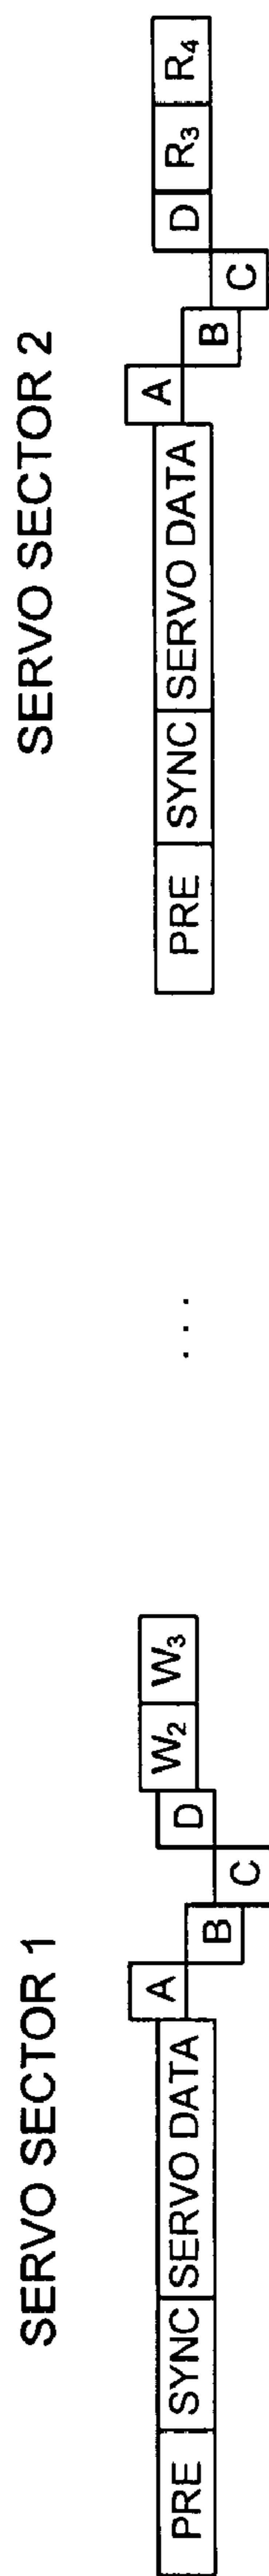 SERVO SECTOR 1
PRE SYNC SERVO DATA A B C D W₂ W₃
. . .
SERVO SECTOR 2
PRE SYNC SERVO DATA A B C D R₃ R₄